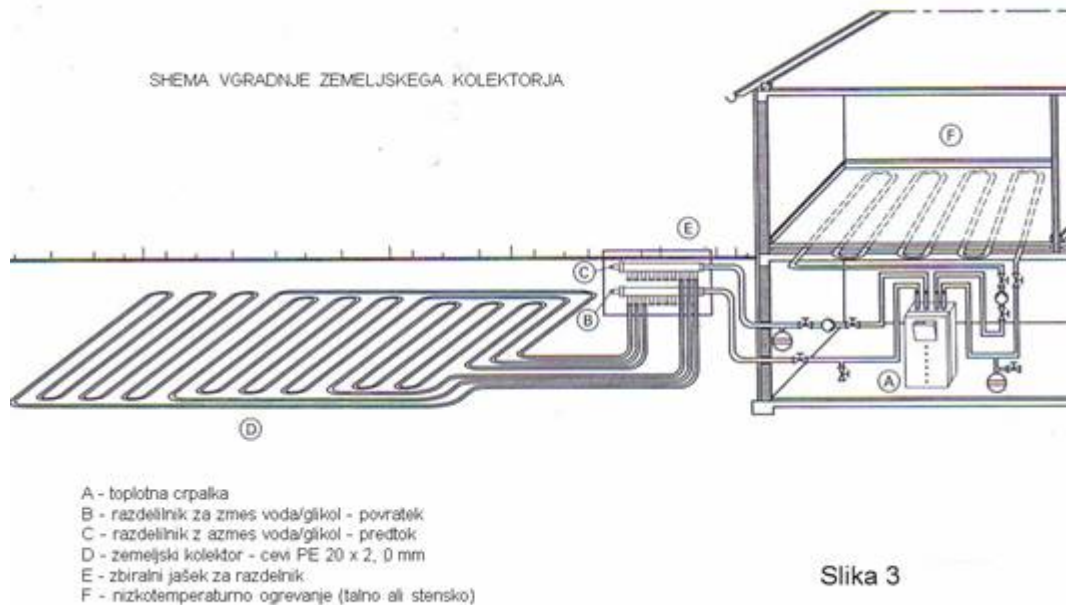 SHEMA VGRADNJE ZEMELJSKEGA KOLEKTORJA
F
E
C
B
A
D
A - toplotna crpalka
B - razdelilnik za zmes voda/glikol - povratek
C - razdelilnik z azmes voda/glikol - predtok
D - zemeljski kolektor - cevi PE 20 x 2, 0 mm
E - zbiralni jašek za razdelnik
F - nizkotemperaturno ogrevanje (talno ali stensko)
Slika 3